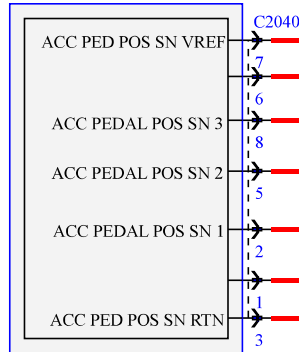 C2040
ACC PED POS SN VREF
7
6
ACC PEDAL POS SN 3
8
ACC PEDAL POS SN 2
5
ACC PEDAL POS SN 1
2
1
ACC PED POS SN RTN
3